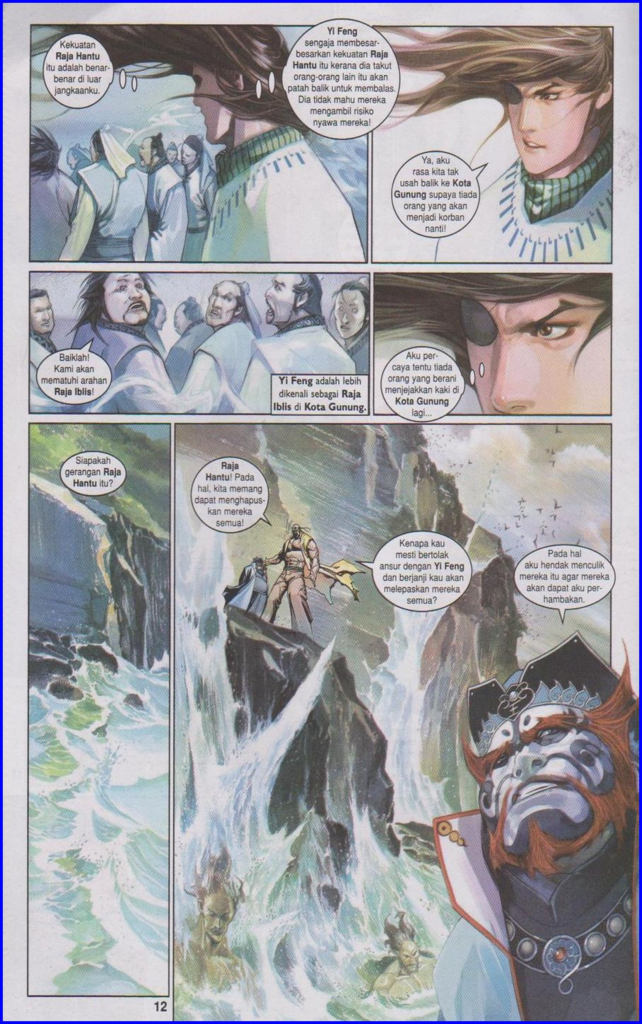 Kekuatan
Raja Hantu
itu adalah benar-
benar di luar
jangkaanku.
Yi Feng
sengaja membesar-
besarkan kekuatan Raja
Hantu itu kerana dia takut
orang-orang lain itu akan
patah balik untuk membalas.
Dia tidak mahu mereka
mengambil risiko
nyawa mereka!
Ya, aku
rasa kita tak
usah balik ke Kota
Gunung supaya tiada
orang yang akan
menjadi korban
nanti!
Baiklah!
Kami akan
mematuhi arahan
Raja Iblis!
Yi Feng adalah lebih
dikenali sebagai Raja
Iblis di Kota Gunung.
Aku per-
caya tentu tiada
orang yang berani
menjejakkan kaki di
Kota Gunung
lagi...
Siapakah
gerangan Raja
Hantu itu?
Raja
Hantu! Pada
hal, kita memang
dapat menghapus-
kan mereka
semua!
Kenapa kau
mesti bertolak
ansur dengan Yi Feng
dan berjanji kau akan
melepaskan mereka
semua?
Pada hal
aku hendak menculik
mereka itu agar mereka
akan dapat aku per-
hambakan.
12